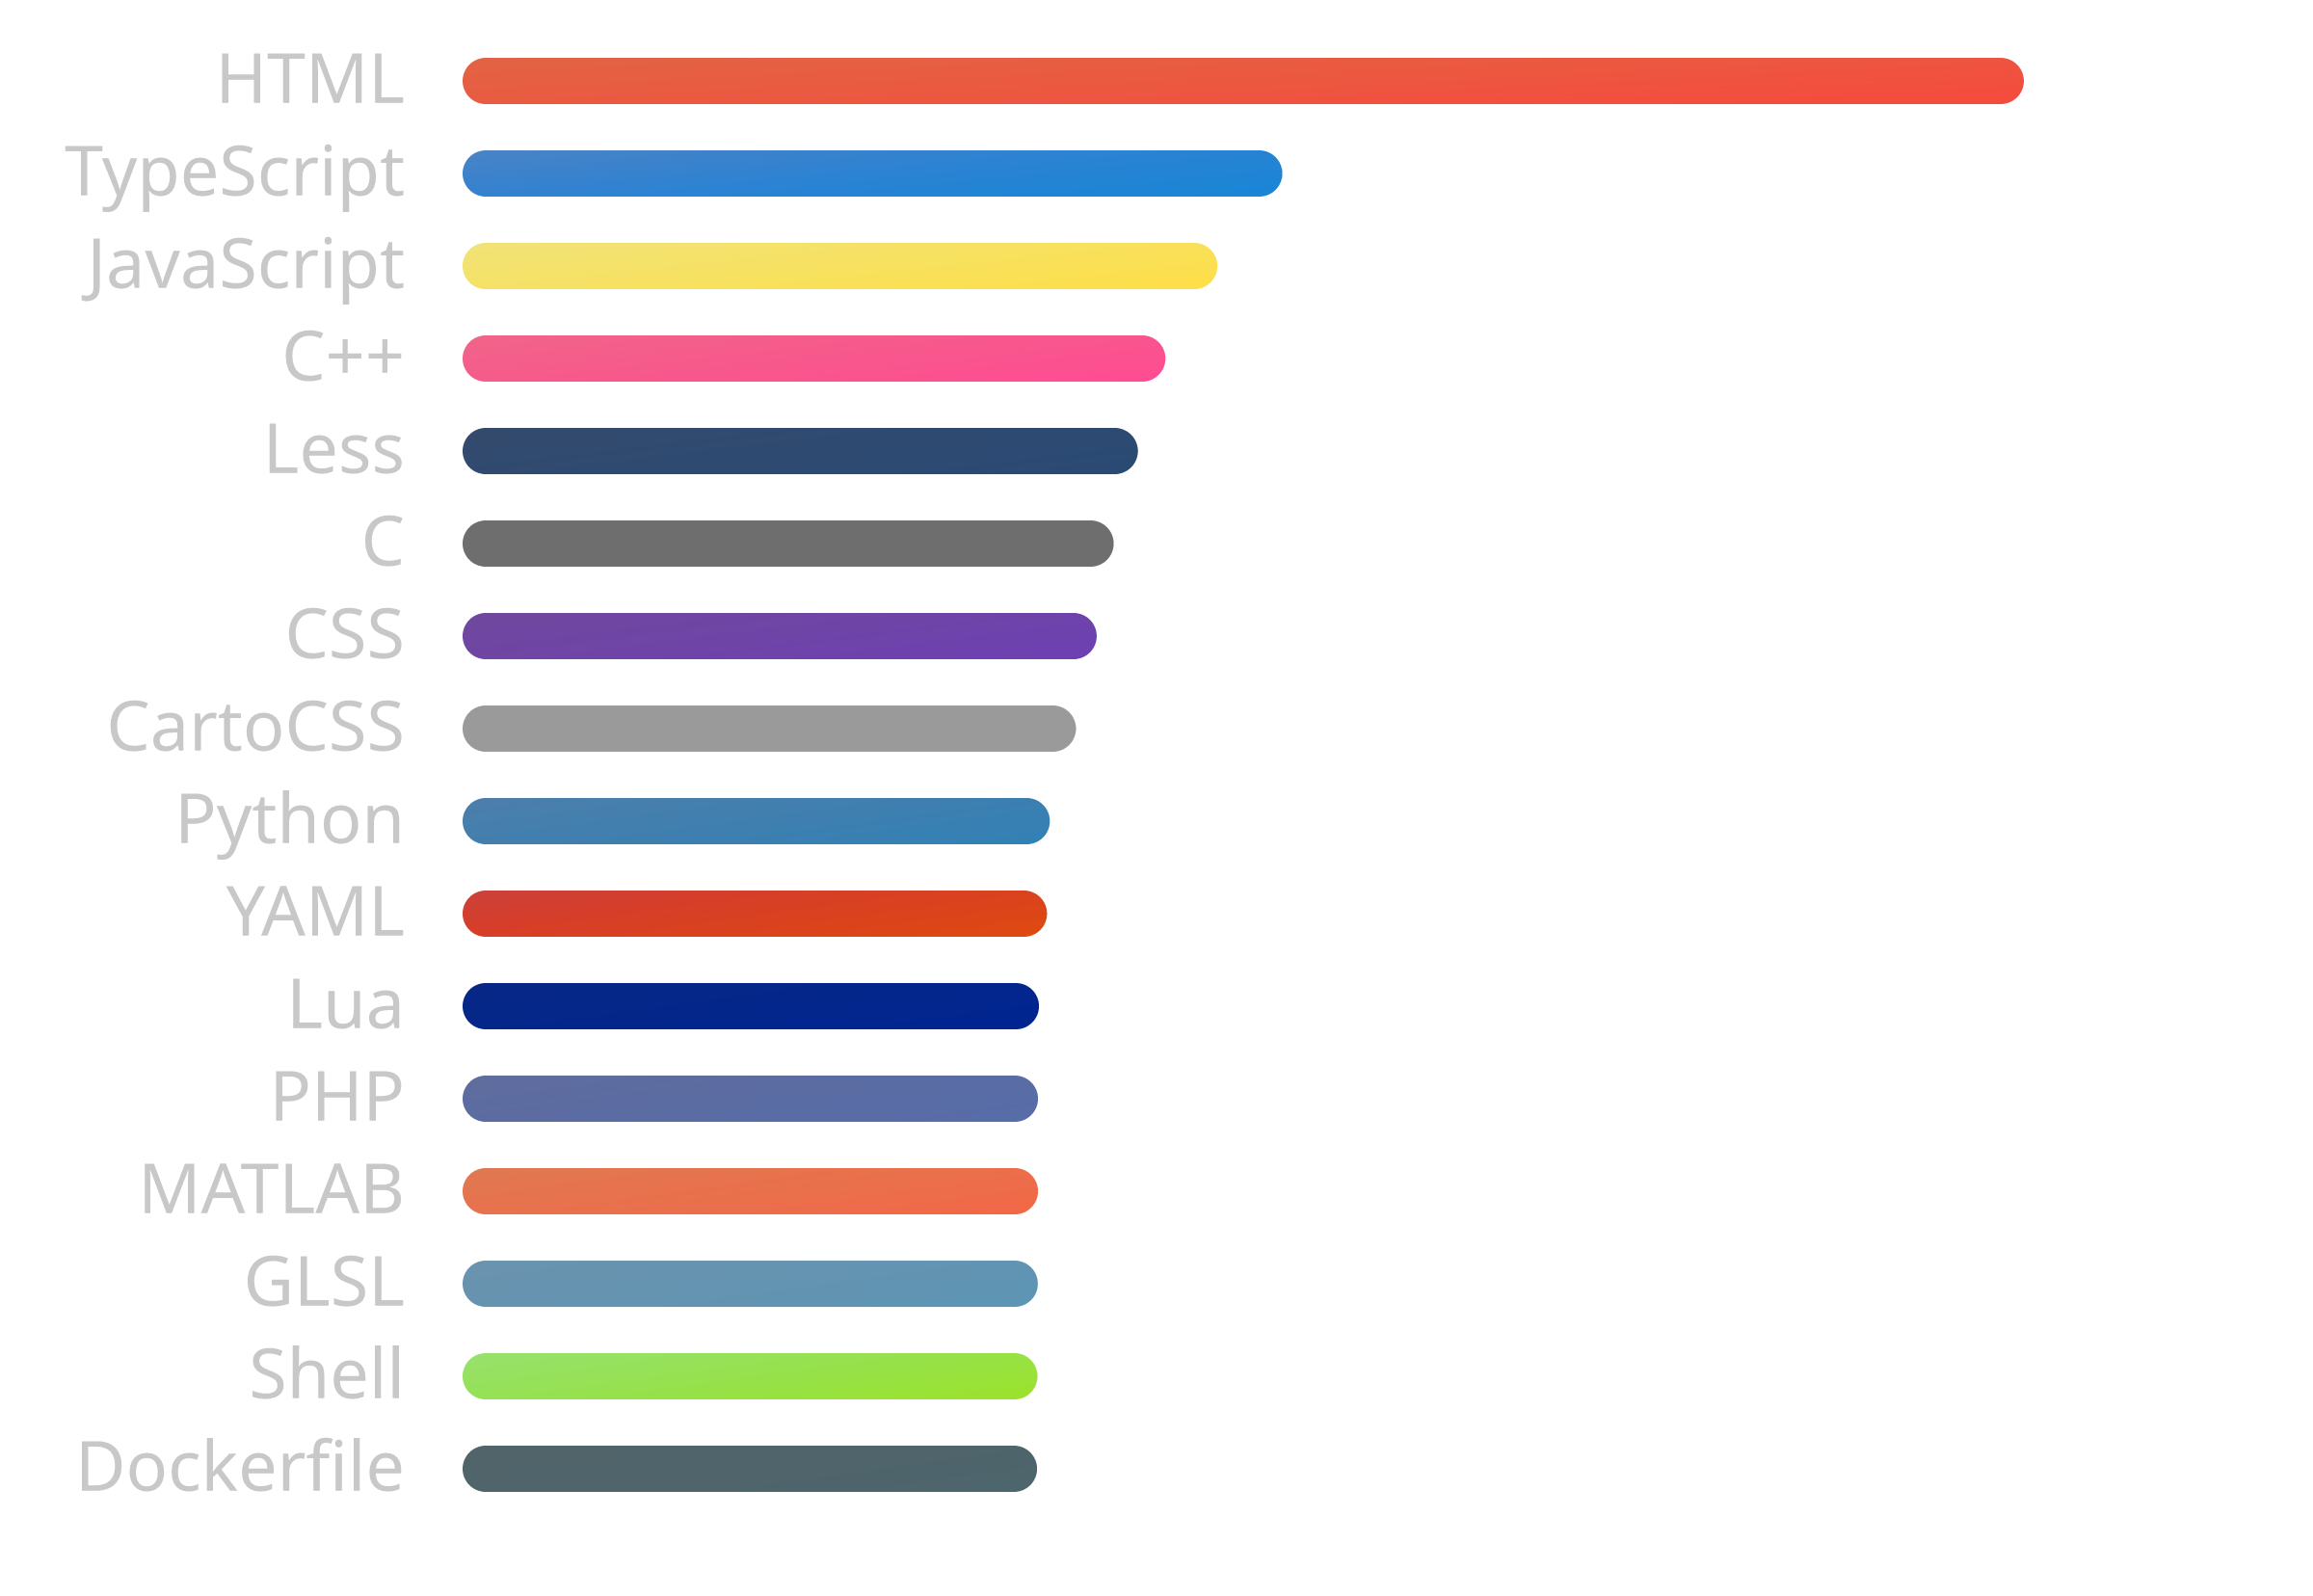 HTML
TypeScript
JavaScript
C++
Less
C
CSS
CartoCSS
Python
YAML
Lua
PHP
MATLAB
GLSL
Shell
Dockerfile